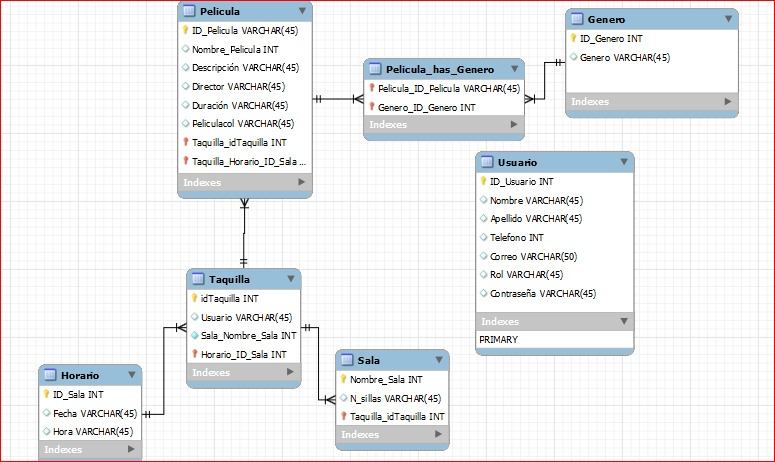 Pelicula
ID_Pelicula VARCHAR(45)
Nombre_Pelicula INT
Descripción VARCHAR(45)
Director VARCHAR(45)
Duración VARCHAR(45)
Peliculacol VARCHAR(45)
Taquilla_idTaquilla INT
Taquilla_Horario_ID_Sala ...
Indexes
Pelicula_has_Genero
Pelicula_ID_Pelicula VARCHAR(45)
Genero_ID_Genero INT
Indexes
Genero
ID_Genero INT
Genero VARCHAR(45)
Indexes
Usuario
ID_Usuario INT
Nombre VARCHAR(45)
Apellido VARCHAR(45)
Telefono INT
Correo VARCHAR(50)
Rol VARCHAR(45)
Contraseña VARCHAR(45)
Indexes
PRIMARY
Taquilla
idTaquilla INT
Usuario VARCHAR(45)
Sala_Nombre_Sala INT
Horario_ID_Sala INT
Indexes
Sala
Nombre_Sala INT
N_sillas VARCHAR(45)
Taquilla_idTaquilla INT
Indexes
Horario
ID_Sala INT
Fecha VARCHAR(45)
Hora VARCHAR(45)
Indexes